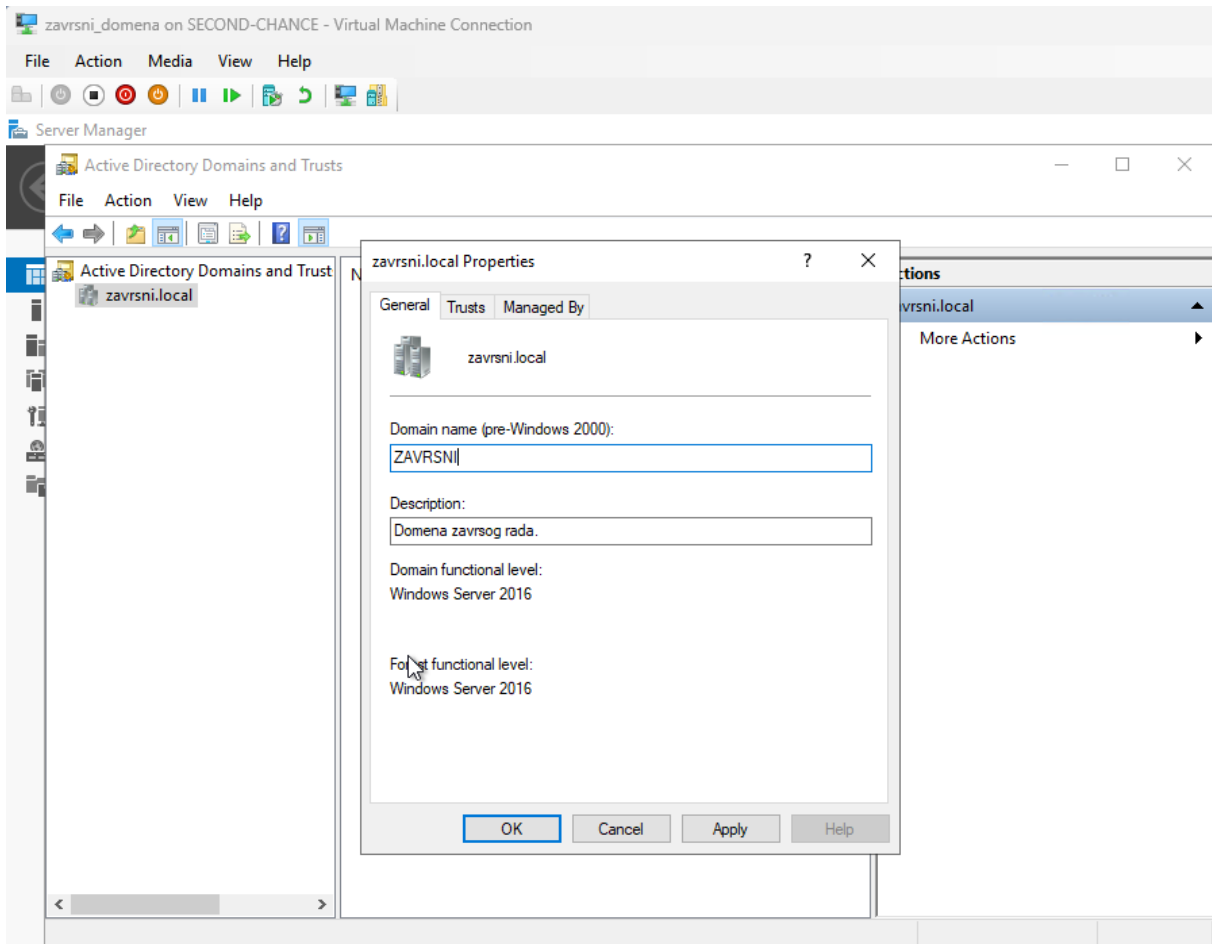 zavrsni_domena on SECOND-CHANCE - Virtual Machine Connection
File Action Media View Help
Server Manager
Active Directory Domains and Trusts
File Action View Help
Active Directory Domains and Trust
zavrsni.local
N
zavrsni.local Properties
General Trusts Managed By
zavrsni.local
Domain name (pre-Windows 2000):
ZAVRSNI
Description:
Domena zavrsog rada.
Domain functional level:
Windows Server 2016
functional level:
Windows Server 2016
OK Cancel Apply Help
ctions
avrsni.local
More Actions